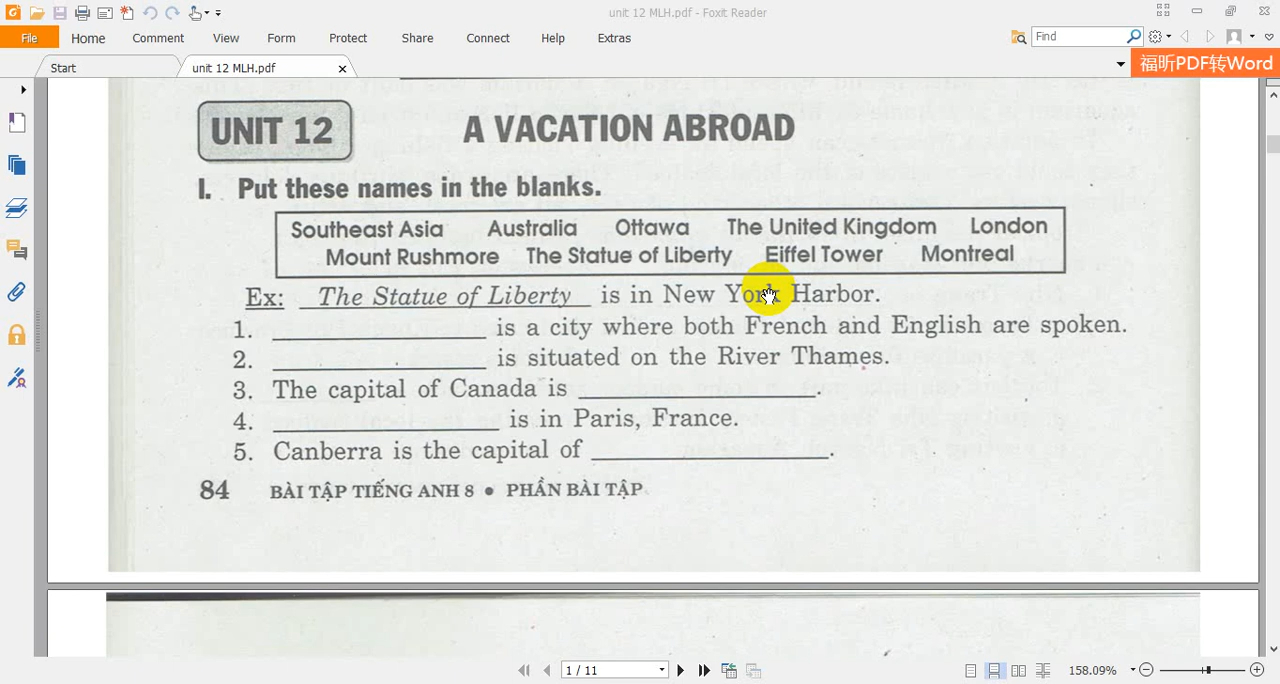 unit 12 MLH.pdf - Foxit Reader
File Home Comment View Form Protect Share Connect Help Extras Find
Start unit 12 MLH.pdf 福昕PDF转Word
UNIT 12 A VACATION ABROAD
I. Put these names in the blanks.
Southeast Asia Australia Ottawa The United Kingdom London
Mount Rushmore The Statue of Liberty Eiffel Tower Montreal
Ex: The Statue of Liberty is in New York Harbor.
1. ________________ is a city where both French and English are spoken.
2. ________________ is situated on the River Thames.
3. The capital of Canada is __________________.
4. _________________ is in Paris, France.
5. Canberra is the capital of __________________.
84 BÀI TẬP TIẾNG ANH 8 • PHẦN BÀI TẬP
1 / 11 158.09%